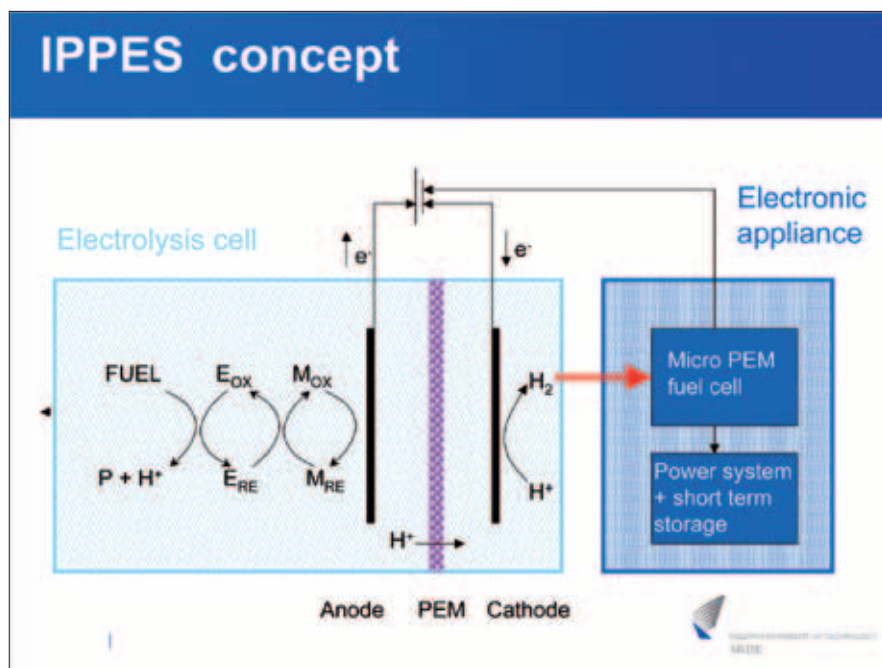 IPPES concept
Electrolysis cell
Electronic
appliance
e-
e-
FUEL
EOX
MOX
H2
P + H+
ERE
MRE
H+
H+
Micro PEM
fuel cell
Power system
+ short term
storage
Anode
PEM
Cathode